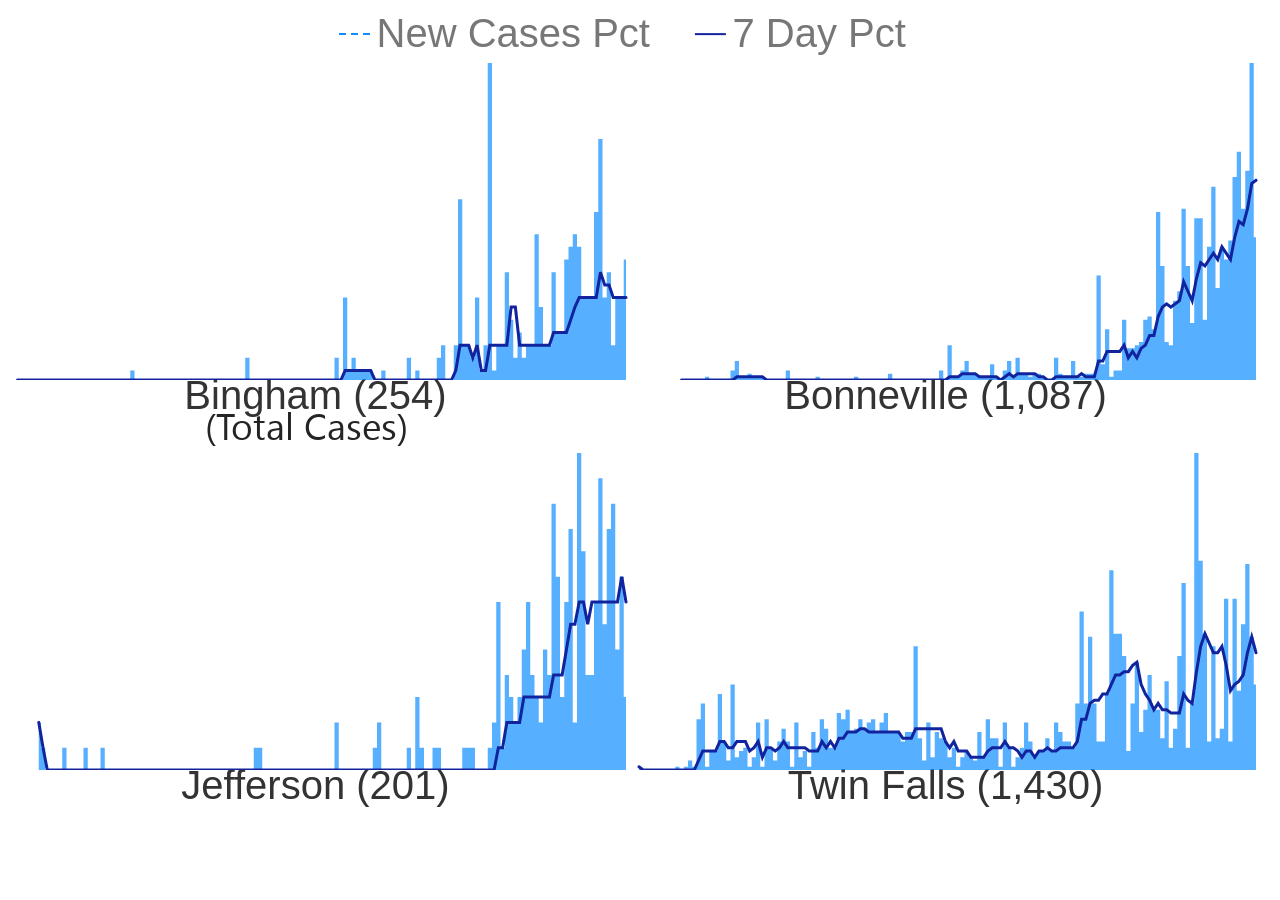 New Cases Pct 7 Day Pct
Bingham (254)
(Total Cases)
Bonneville (1,087)
Jefferson (201)
Twin Falls (1,430)